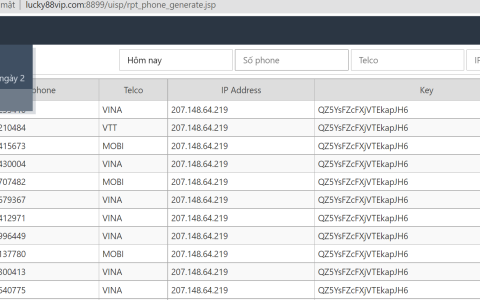 mật | lucky88vip.com:8899/uisp/rpt_phone_generate.jsp
Hôm nay Số phone Telco IP
ngày 2
phone Telco IP Address Key
VINA 207.148.64.219 QZ5YsFZcFXjVTEkapJH6
210484 VTT 207.148.64.219 QZ5YsFZcFXjVTEkapJH6
415673 MOBI 207.148.64.219 QZ5YsFZcFXjVTEkapJH6
430004 VINA 207.148.64.219 QZ5YsFZcFXjVTEkapJH6
707482 MOBI 207.148.64.219 QZ5YsFZcFXjVTEkapJH6
579367 VINA 207.148.64.219 QZ5YsFZcFXjVTEkapJH6
412971 VINA 207.148.64.219 QZ5YsFZcFXjVTEkapJH6
996449 VINA 207.148.64.219 QZ5YsFZcFXjVTEkapJH6
137780 MOBI 207.148.64.219 QZ5YsFZcFXjVTEkapJH6
300413 VINA 207.148.64.219 QZ5YsFZcFXjVTEkapJH6
540775 VINA 207.148.64.219 QZ5YsFZcFXjVTEkapJH6